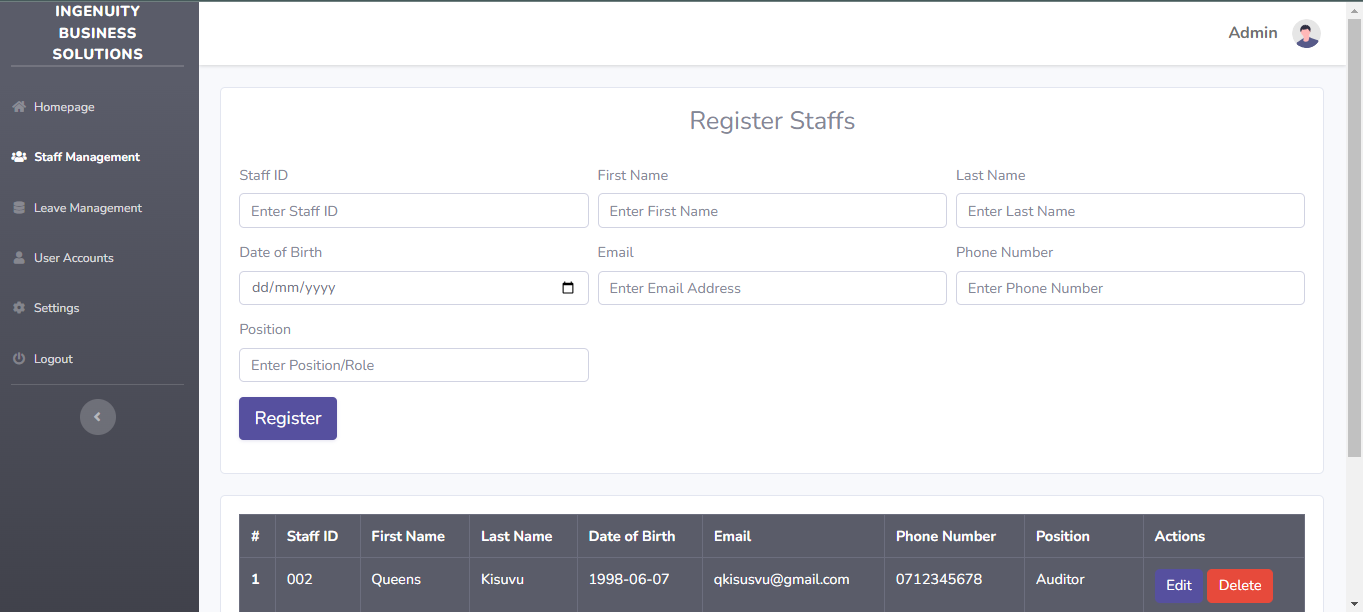 INGENUITY
BUSINESS
SOLUTIONS
Admin
Homepage
Staff Management
Leave Management
User Accounts
Settings
Logout
Register Staffs
Staff ID First Name Last Name
Enter Staff ID Enter First Name Enter Last Name
Date of Birth Email Phone Number
dd/mm/yyyy Enter Email Address Enter Phone Number
Position
Enter Position/Role
Register
# Staff ID First Name Last Name Date of Birth Email Phone Number Position Actions
1 002 Queens Kisuvu 1998-06-07 qkisusvu@gmail.com 0712345678 Auditor Edit Delete